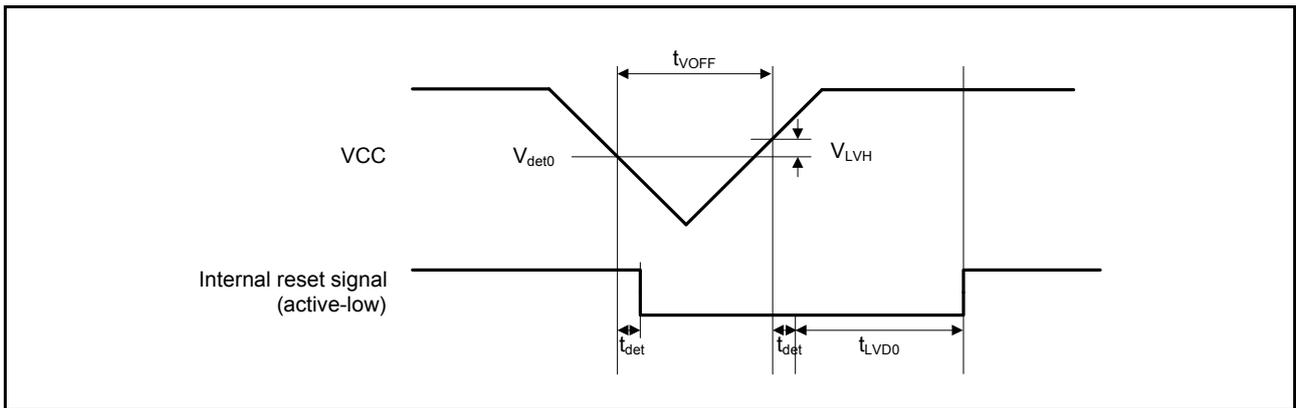 tVOFF
VCC
Vdet0
VLVH
Internal reset signal
(active-low)
tdet
tdet
tLVD0